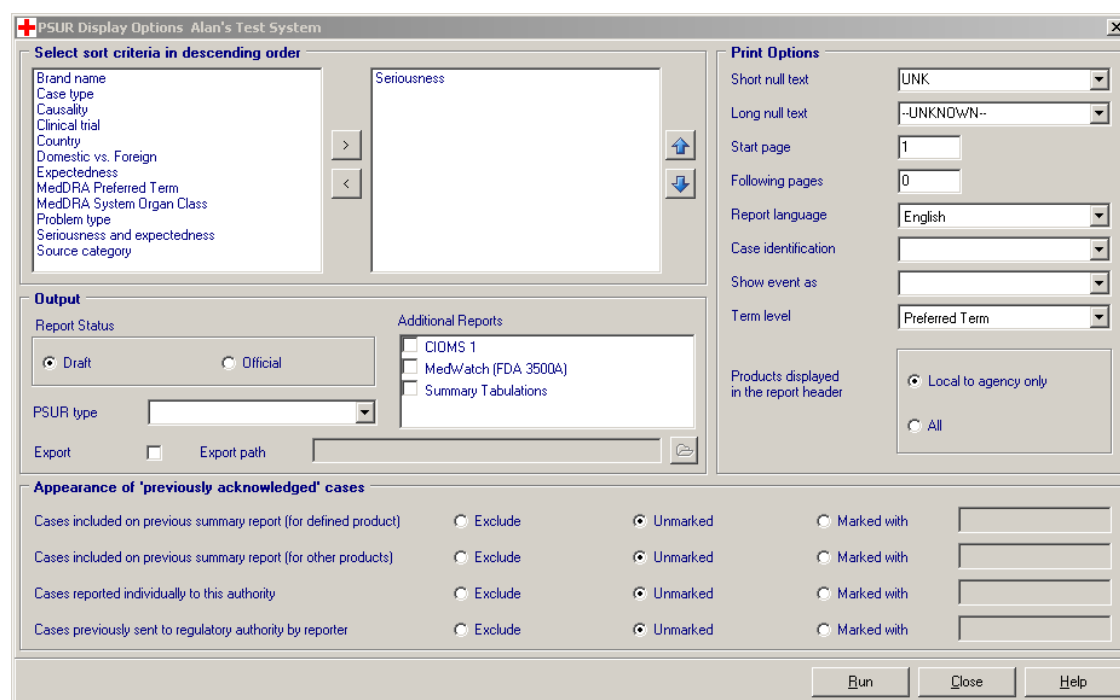 PSUR Display Options Alan's Test System
Select sort criteria in descending order
Brand name
Case type
Causality
Clinical trial
Country
Domestic vs. Foreign
Expectedness
MedDRA Preferred Term
MedDRA System Organ Class
Problem type
Seriousness and expectedness
Source category
>
<
Seriousness
Print Options
Short null text UNK
Long null text --UNKNOWN--
Start page 1
Following pages 0
Report language English
Case identification
Show event as
Term level Preferred Term
Products displayed
in the report header
Local to agency only
All
Output
Report Status
Draft Official
PSUR type
Additional Reports
CIOMS 1
MedWatch (FDA 3500A)
Summary Tabulations
Export Export path
Appearance of 'previously acknowledged' cases
Cases included on previous summary report (for defined product) Exclude Unmarked Marked with
Cases included on previous summary report (for other products) Exclude Unmarked Marked with
Cases reported individually to this authority Exclude Unmarked Marked with
Cases previously sent to regulatory authority by reporter Exclude Unmarked Marked with
Run Close Help